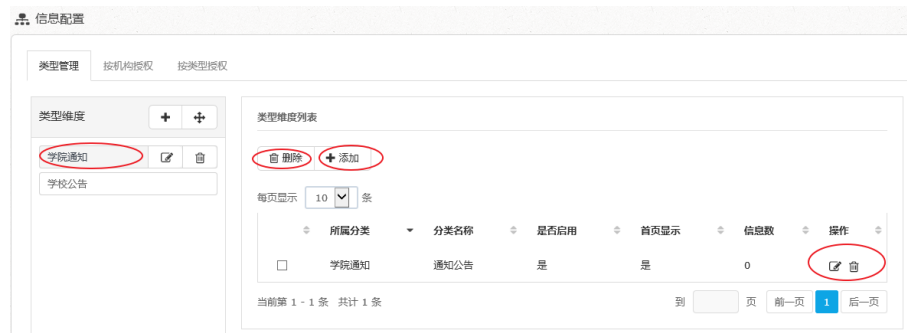 信息配置
类型管理 按机构授权 按类型授权
类型维度
学院通知
学校公告
类型维度列表
删除 添加
每页显示 10 条
所属分类 分类名称 是否启用 首页显示 信息数 操作
学院通知 通知公告 是 是 0
当前第 1 - 1 条 共计 1 条 到 页 前一页 1 后一页